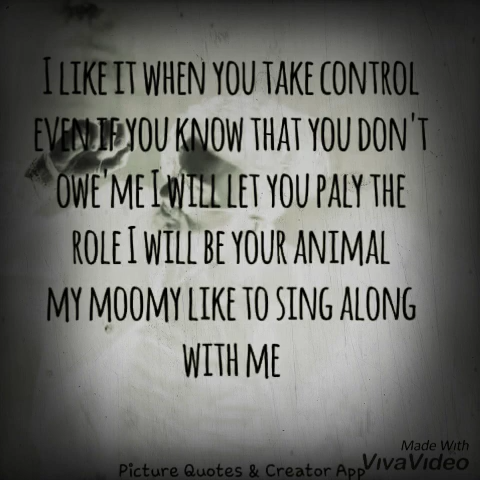 I LIKE IT WHEN YOU TAKE CONTROL
EVEN IF YOU KNOW THAT YOU DON'T
OWE'ME I WILL LET YOU PALY THE
ROLE I WILL BE YOUR ANIMAL
MY MOOMY LIKE TO SING ALONG
WITH ME
Made With
VivaVideo
Picture Quotes & Creator App